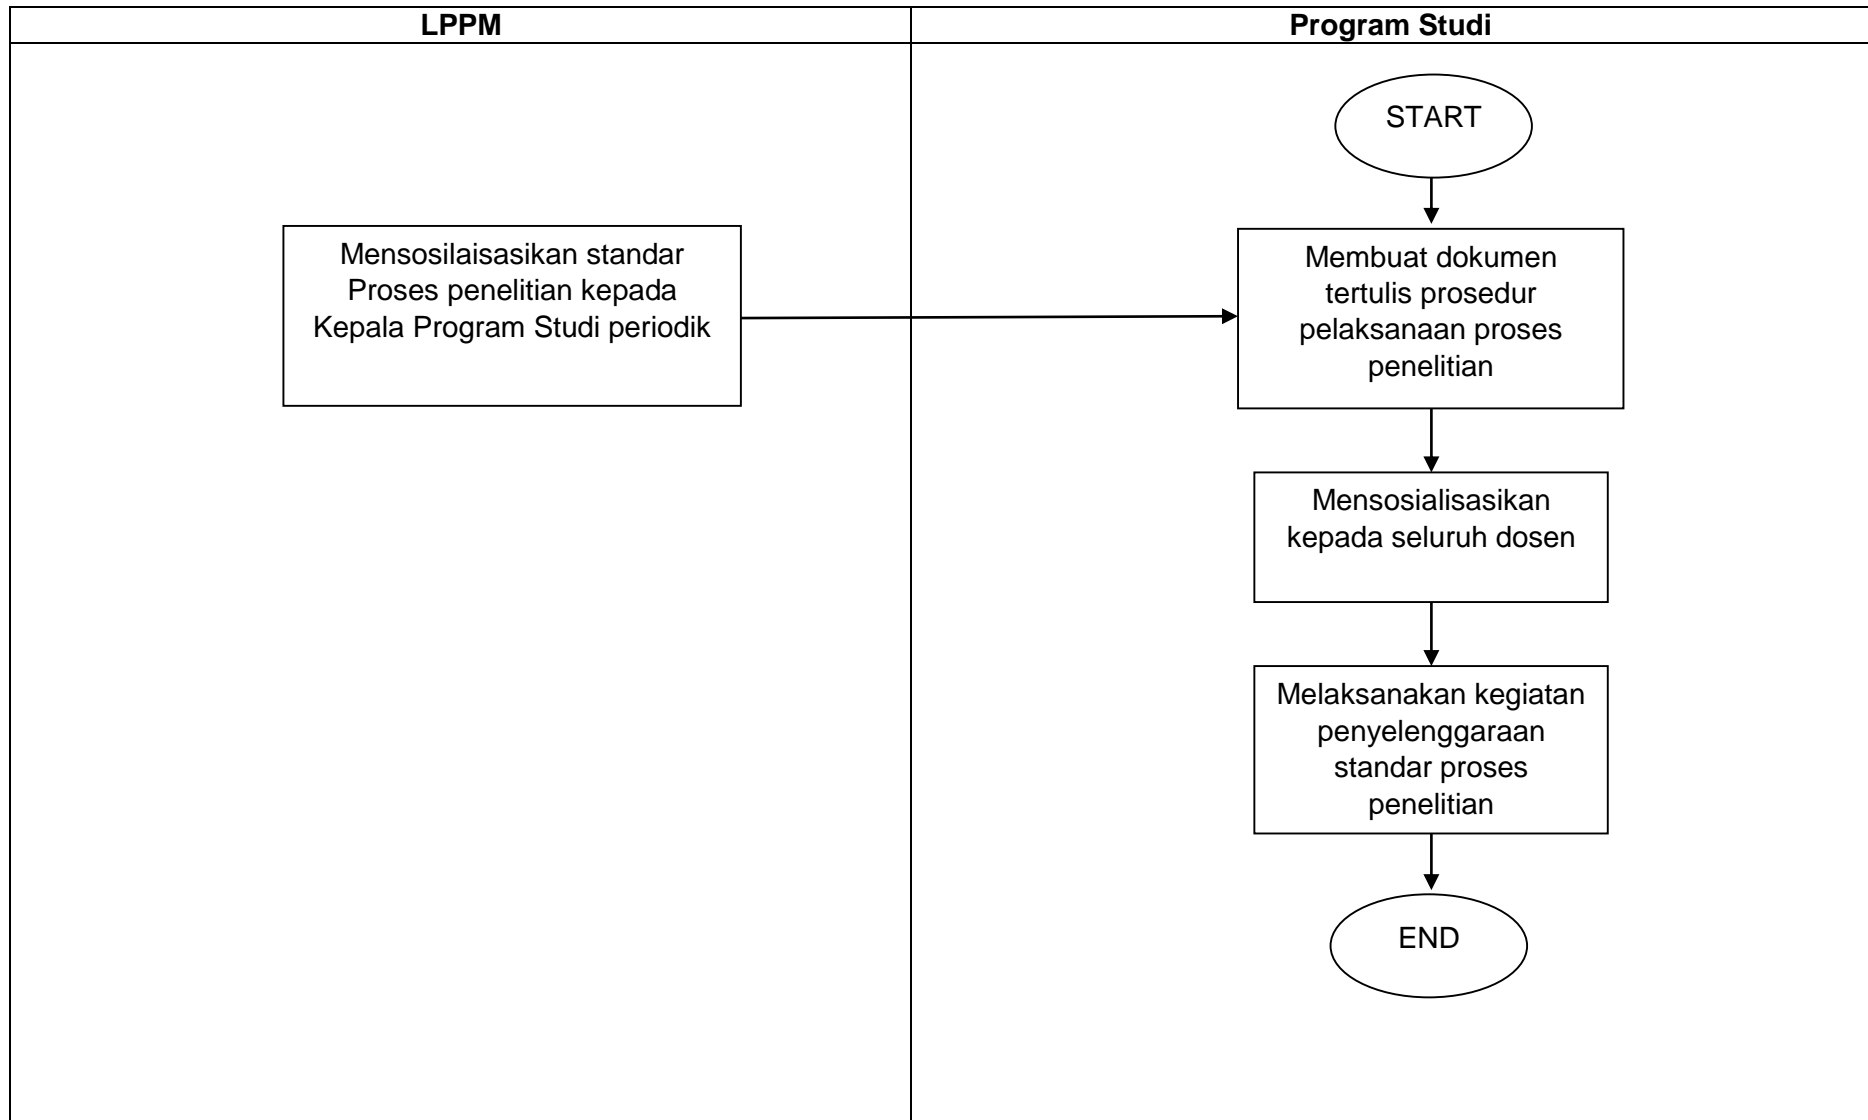 LPPM
Program Studi
START
Mensosilaisasikan standar
Proses penelitian kepada
Kepala Program Studi periodik
Membuat dokumen
tertulis prosedur
pelaksanaan proses
penelitian
Mensosialisasikan
kepada seluruh dosen
Melaksanakan kegiatan
penyelenggaraan
standar proses
penelitian
END